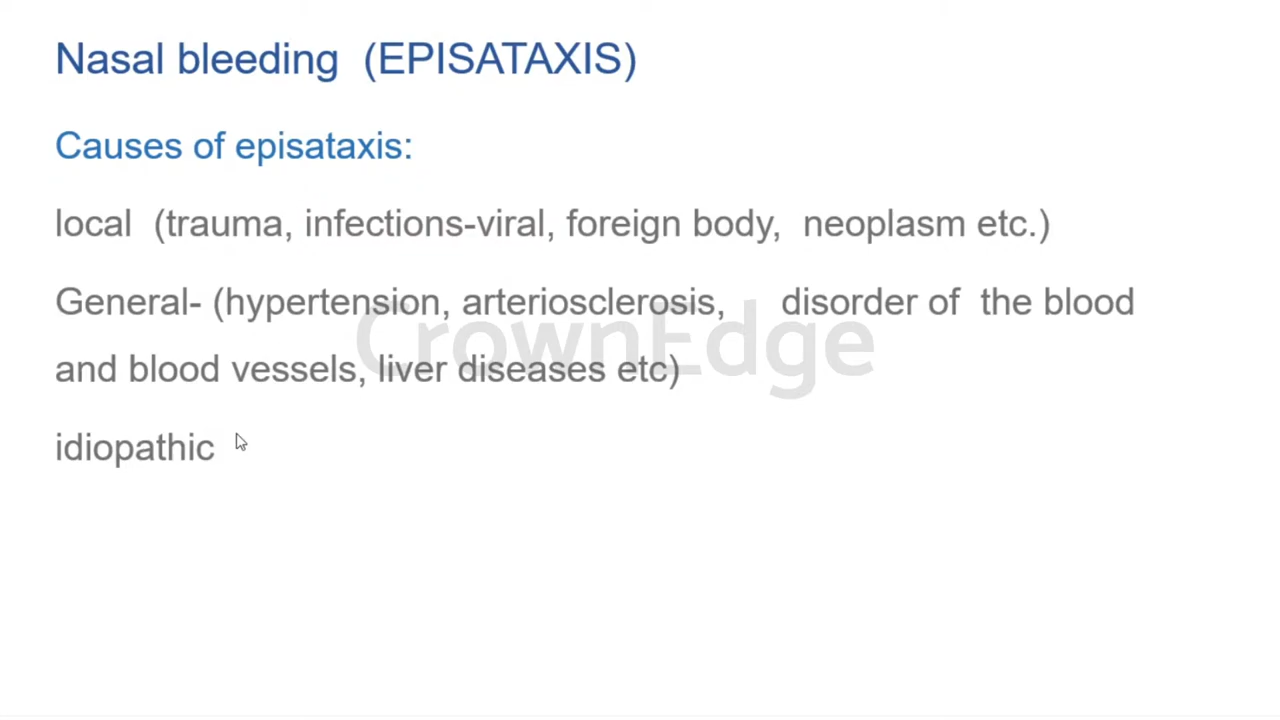 Nasal bleeding (EPISATAXIS)
Causes of episataxis:
local (trauma, infections-viral, foreign body, neoplasm etc.)
General- (hypertension, arteriosclerosis, disorder of the blood
and blood vessels, liver diseases etc)
CrownEdge
idiopathic